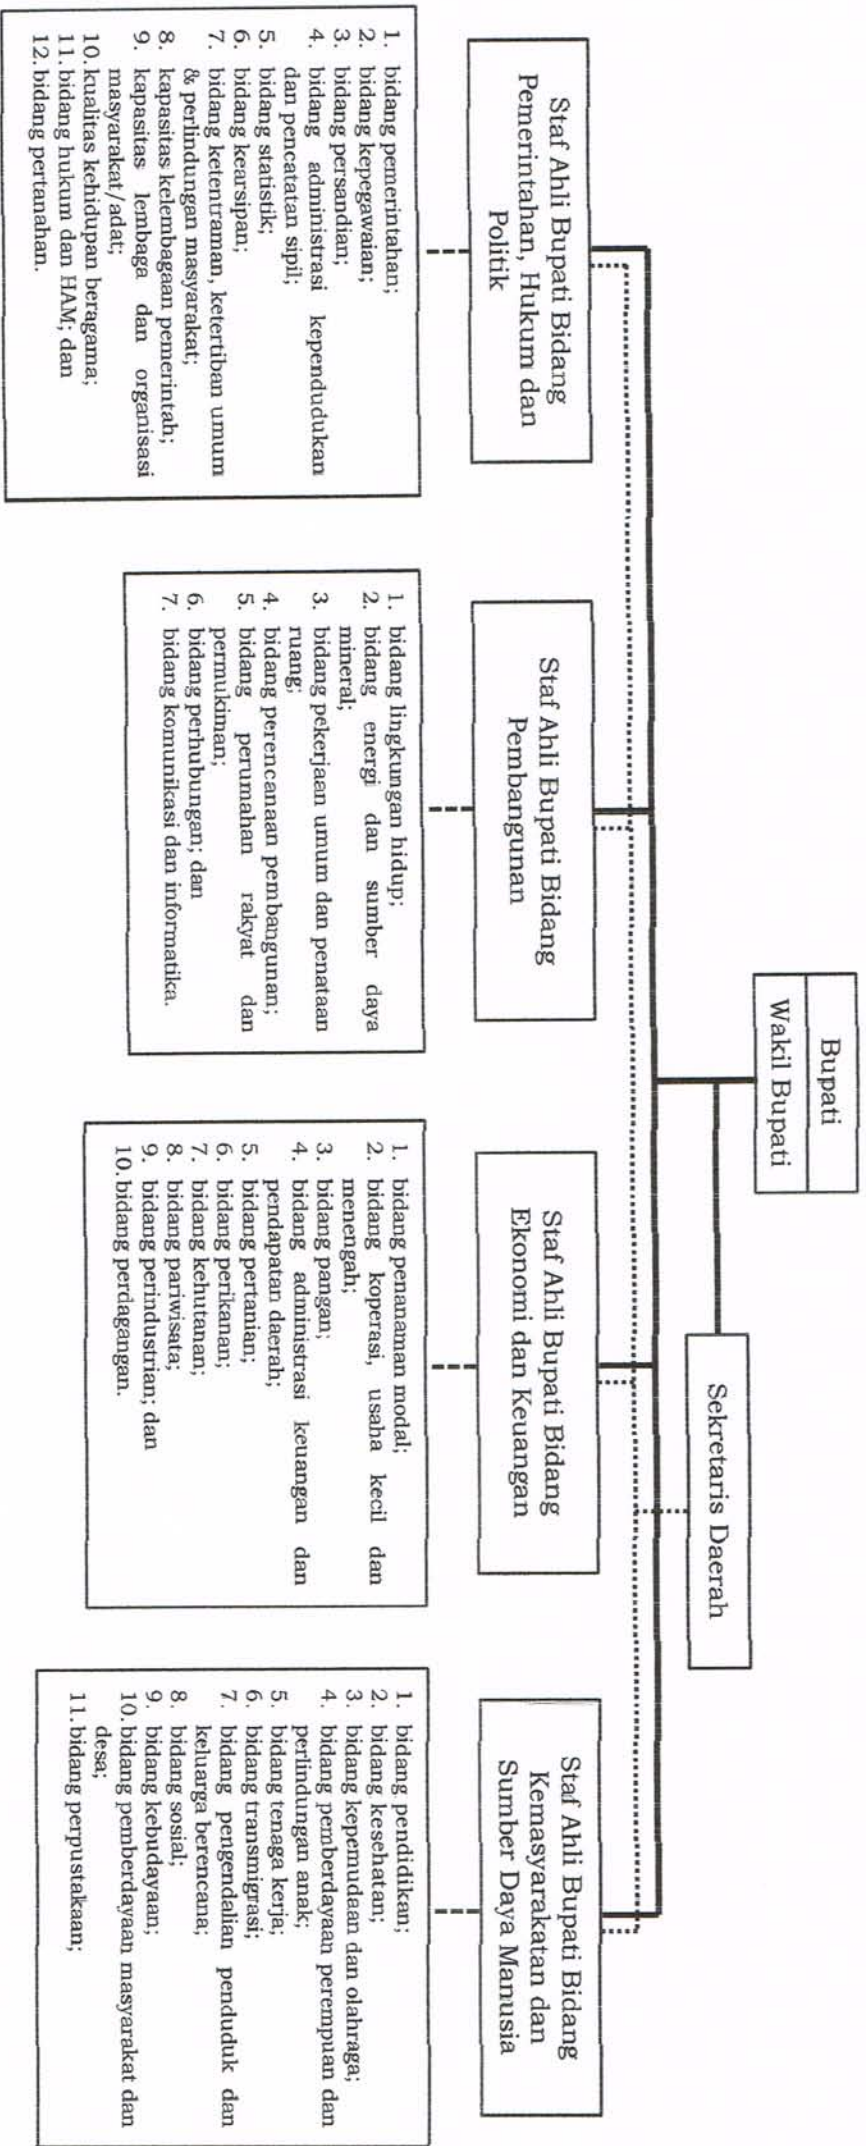 Bupati
Wakil Bupati
Sekretaris Daerah
Staf Ahli Bupati Bidang
Pemerintahan, Hukum dan
Politik
1. bidang pemerintahan;
2. bidang kepegawaian;
3. bidang persandian;
4. bidang administrasi kependudukan
dan pencatatan sipil;
5. bidang statistik;
6. bidang kearsipan;
7. bidang ketentraman, ketertiban umum
& perlindungan masyarakat;
8. kapasitas kelembagaan pemerintah;
9. kapasitas lembaga dan organisasi
masyarakat/adat;
10. kualitas kehidupan beragama;
11. bidang hukum dan HAM; dan
12. bidang pertanahan.
Staf Ahli Bupati Bidang
Pembangunan
1. bidang lingkungan hidup;
2. bidang energi dan sumber daya
mineral;
3. bidang pekerjaan umum dan penataan
ruang;
4. bidang perencanaan pembangunan;
5. bidang perumahan rakyat dan
permukiman;
6. bidang perhubungan; dan
7. bidang komunikasi dan informatika.
Staf Ahli Bupati Bidang
Ekonomi dan Keuangan
1. bidang penanaman modal;
2. bidang koperasi, usaha kecil dan
menengah;
3. bidang pangan;
4. bidang administrasi keuangan dan
pendapatan daerah;
5. bidang pertanian;
6. bidang perikanan;
7. bidang kehutanan;
8. bidang pariwisata;
9. bidang perindustrian; dan
10. bidang perdagangan.
Staf Ahli Bupati Bidang
Kemasyarakatan dan
Sumber Daya Manusia
1. bidang pendidikan;
2. bidang kesehatan;
3. bidang kepemudaan dan olahraga;
4. bidang pemberdayaan perempuan dan
perlindungan anak;
5. bidang tenaga kerja;
6. bidang transmigrasi;
7. bidang pengendalian penduduk dan
keluarga berencana;
8. bidang sosial;
9. bidang kebudayaan;
10. bidang pemberdayaan masyarakat dan
desa;
11. bidang perpustakaan;